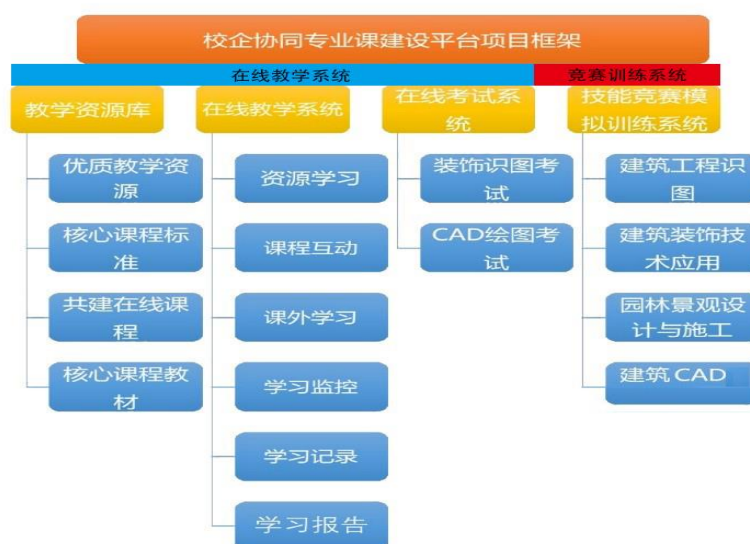 校企协同专业课建设平台项目框架
在线教学系统
竞赛训练系统
教学资源库
优质教学资
源
核心课程标
准
共建在线课
程
核心课程教
材
在线教学系统
资源学习
课程互动
课外学习
学习监控
学习记录
学习报告
在线考试系
统
装饰识图考
试
CAD绘图考
试
技能竞赛模
拟训练系统
建筑工程识
图
建筑装饰技
术应用
园林景观设
计与施工
建筑CAD